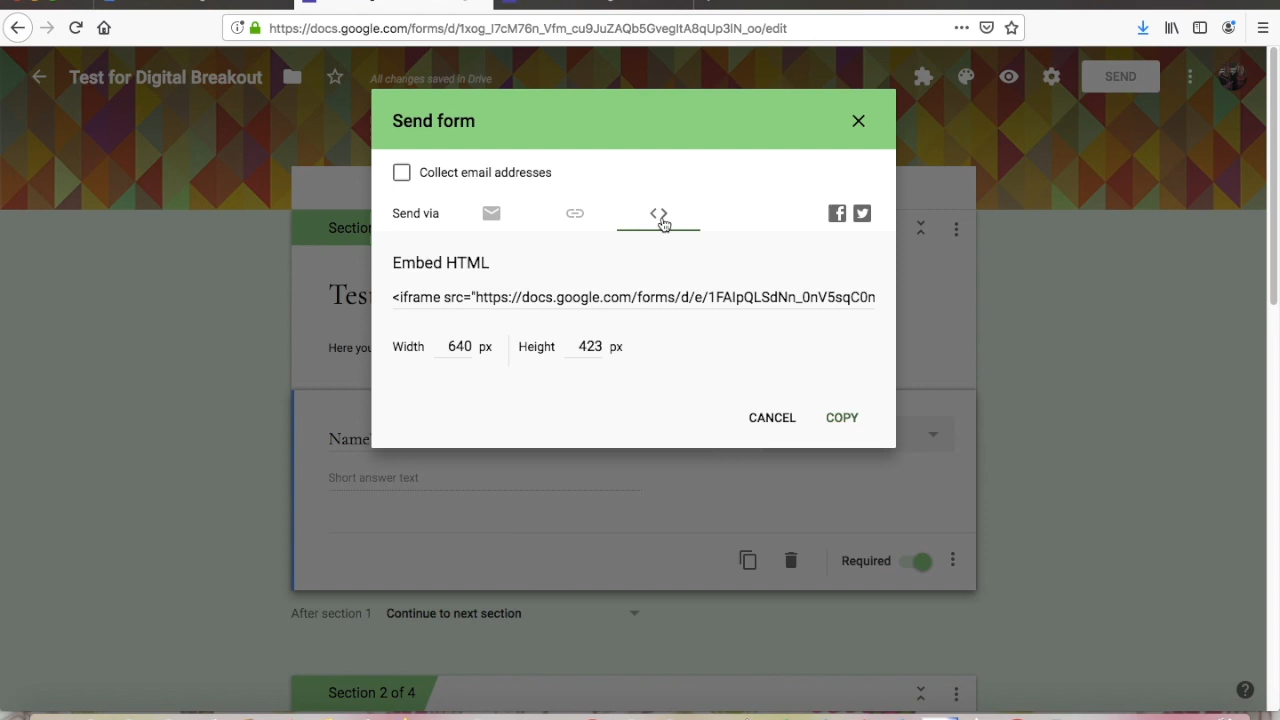 https://docs.google.com/forms/d/1xog_I7cM76n_Vfm_cu9JuZAQb5GvegItA8qUp3lN_oo/edit
Test for Digital Breakout
All changes saved in Drive
SEND
Send form
Collect email addresses
Send via
Embed HTML
<iframe src="https://docs.google.com/forms/d/e/1FAIpQLSdNn_0nV5sqC0n
Width 640 px Height 423 px
CANCEL COPY
Section
Test
Here you
Name
Short answer text
Required
After section 1 Continue to next section
Section 2 of 4